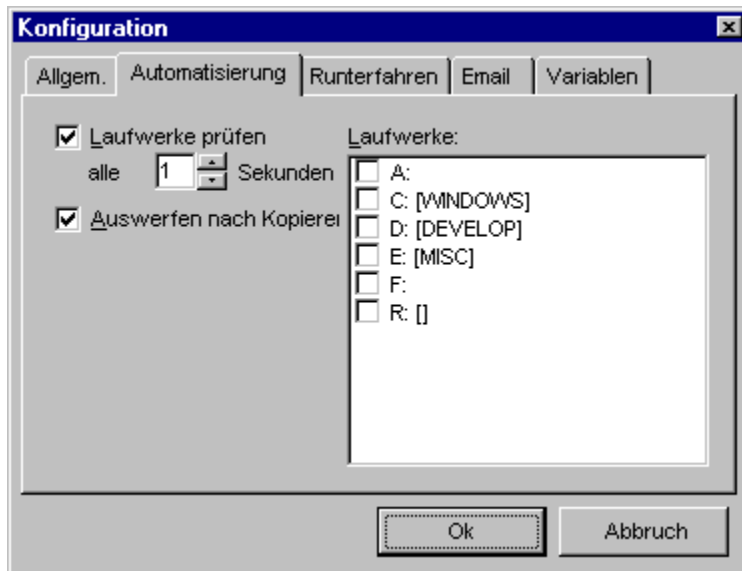 Konfiguration
Allgem. Automatisierung Runterfahren Email Variablen
Laufwerke prüfen
alle 1 Sekunden
Auswerfen nach Kopierer
Laufwerke:
A:
C: [WINDOWS]
D: [DEVELOP]
E: [MISC]
F:
R: []
Ok Abbruch